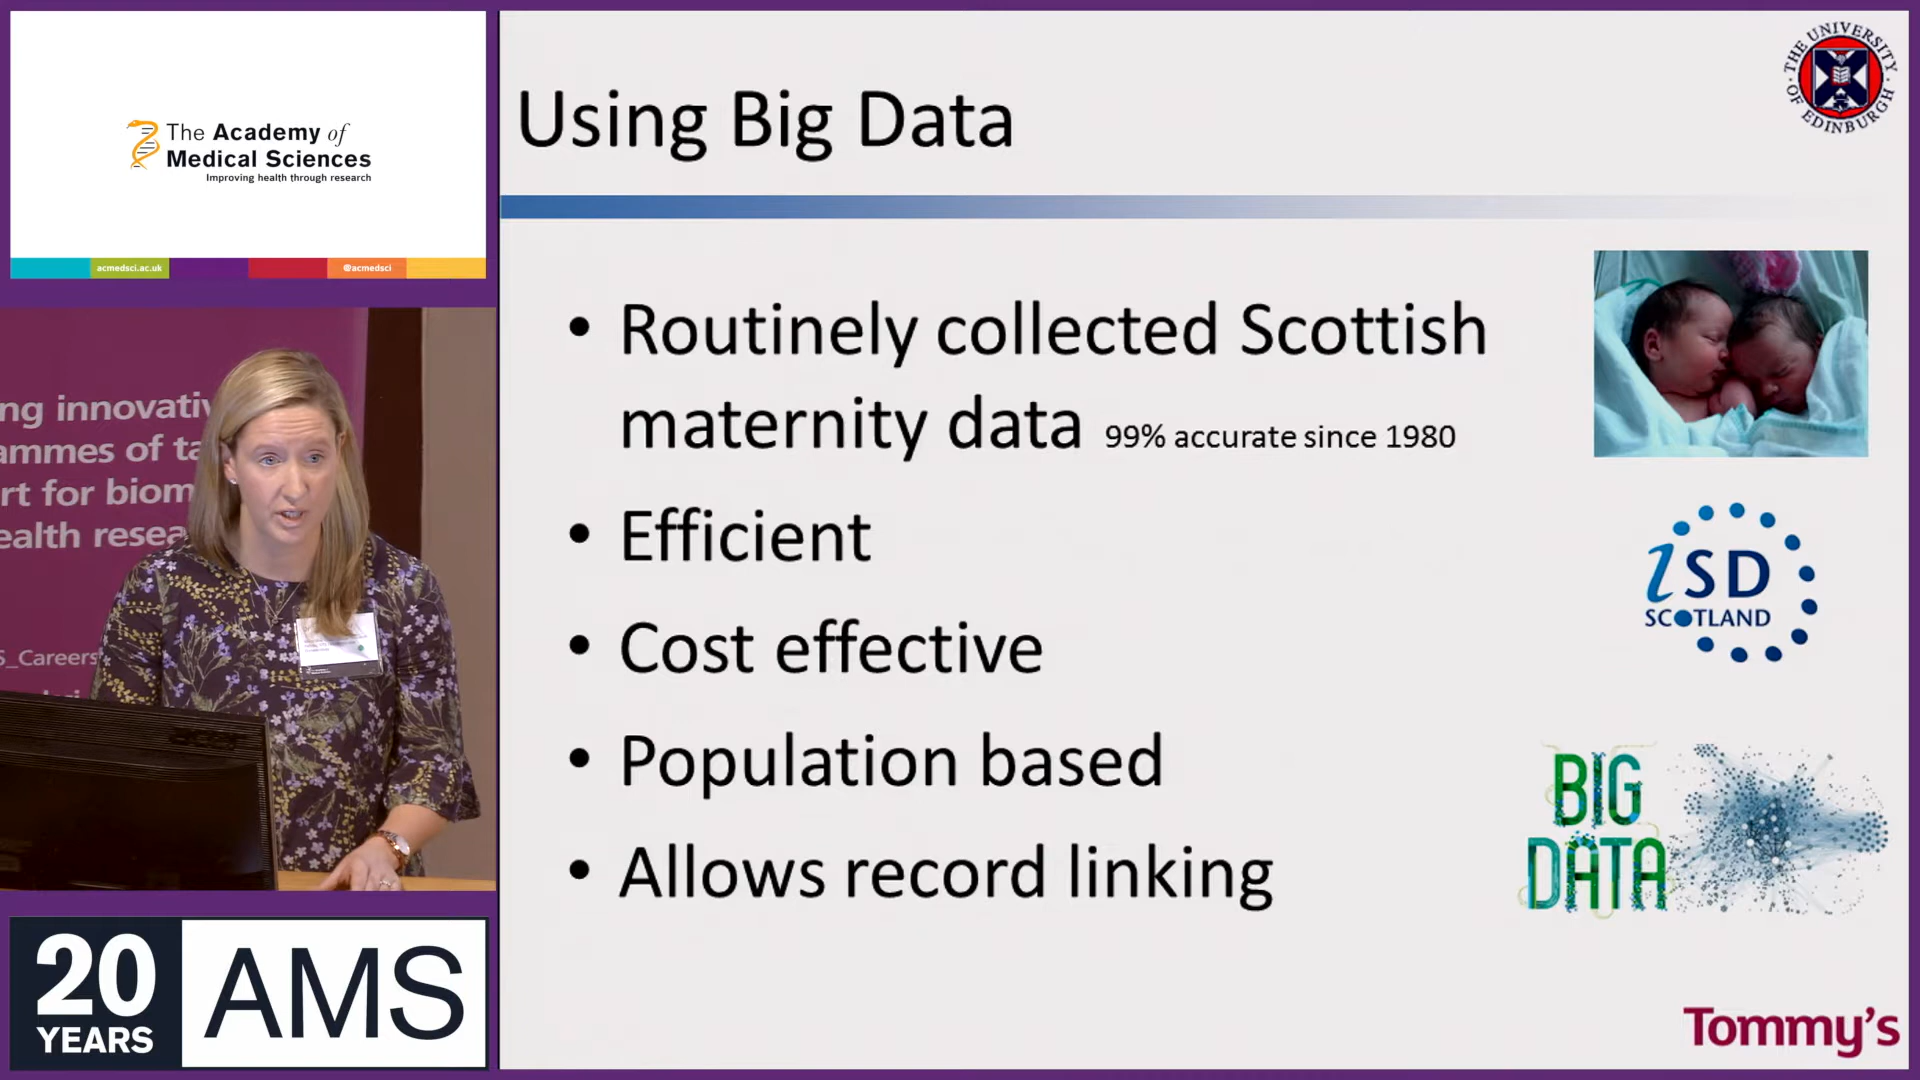 The Academy of
Medical Sciences
Improving health through research
acmedsci.ac.uk
@acmedsci
ng innovativ
ammes of ta
rt for biom
ealth resea
S_Careers
20
YEARS
AMS
Using Big Data
THE UNIVERSITY OF EDINBURGH
• Routinely collected Scottish
maternity data 99% accurate since 1980
• Efficient
• Cost effective
• Population based
• Allows record linking
iSD
SCOTLAND
BIG
DATA
Tommy's